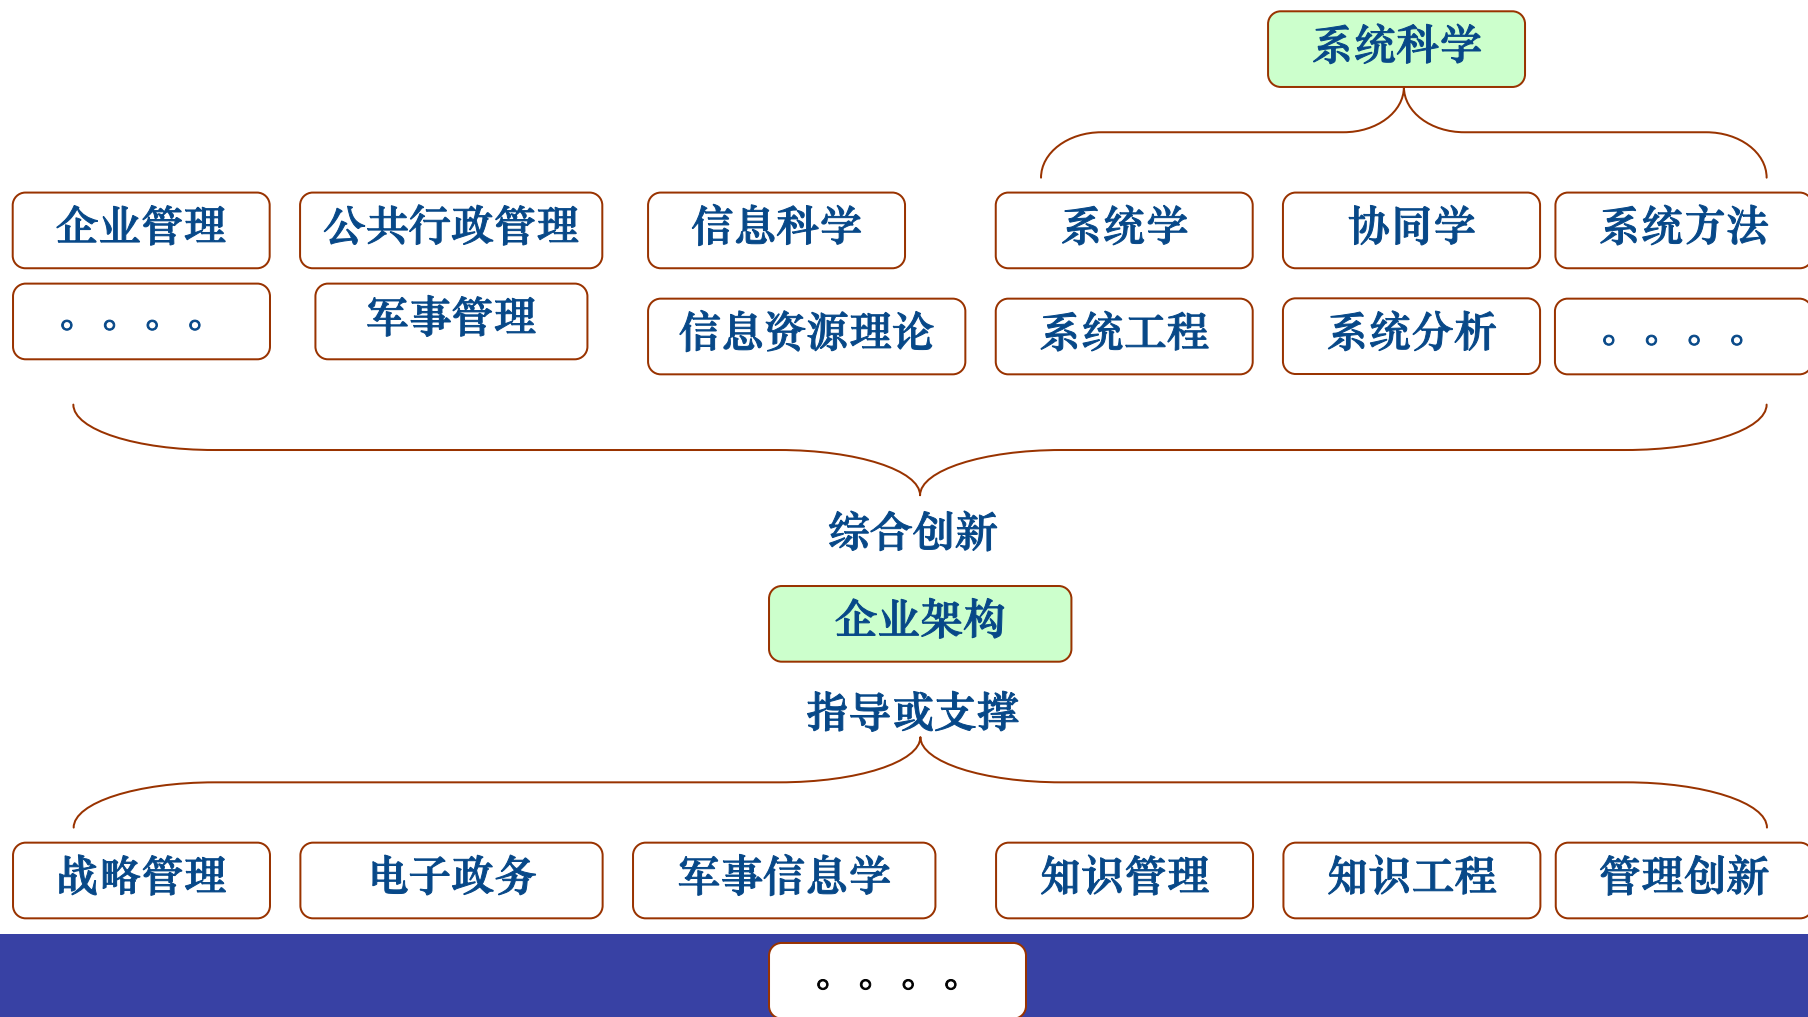 系统科学
企业管理
公共行政管理
信息科学
系统学
协同学
系统方法
。。。。
军事管理
信息资源理论
系统工程
系统分析
。。。。
综合创新
企业架构
指导或支撑
战略管理
电子政务
军事信息学
知识管理
知识工程
管理创新
。。。。